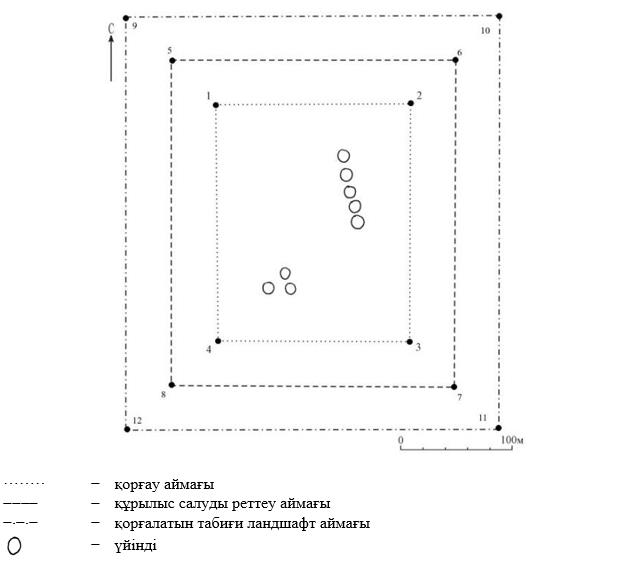 С
9
10
5
6
1
2
4
3
8
7
12
11
0 100м
........ – қорғау аймағы
———— – құрылыс салуды реттеу аймағы
–·–·– – қорғалатын табиғи ландшафт аймағы
– үйінді